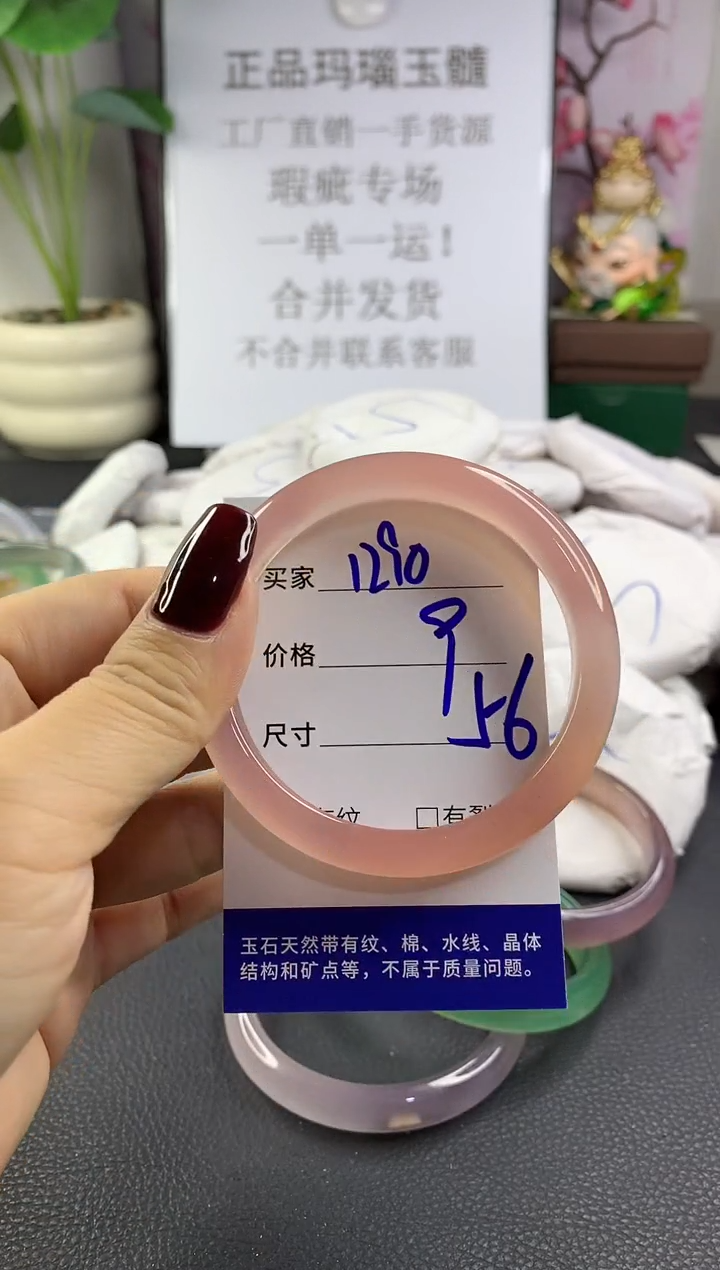 正品玛瑙玉髓
工厂直销一手货源
瑕疵专场
一单一运！
合并发货
不合并联系客服
买家 1290
价格 9
尺寸 56
纹 □有裂
玉石天然带有纹、棉、水线、晶体
结构和矿点等，不属于质量问题。